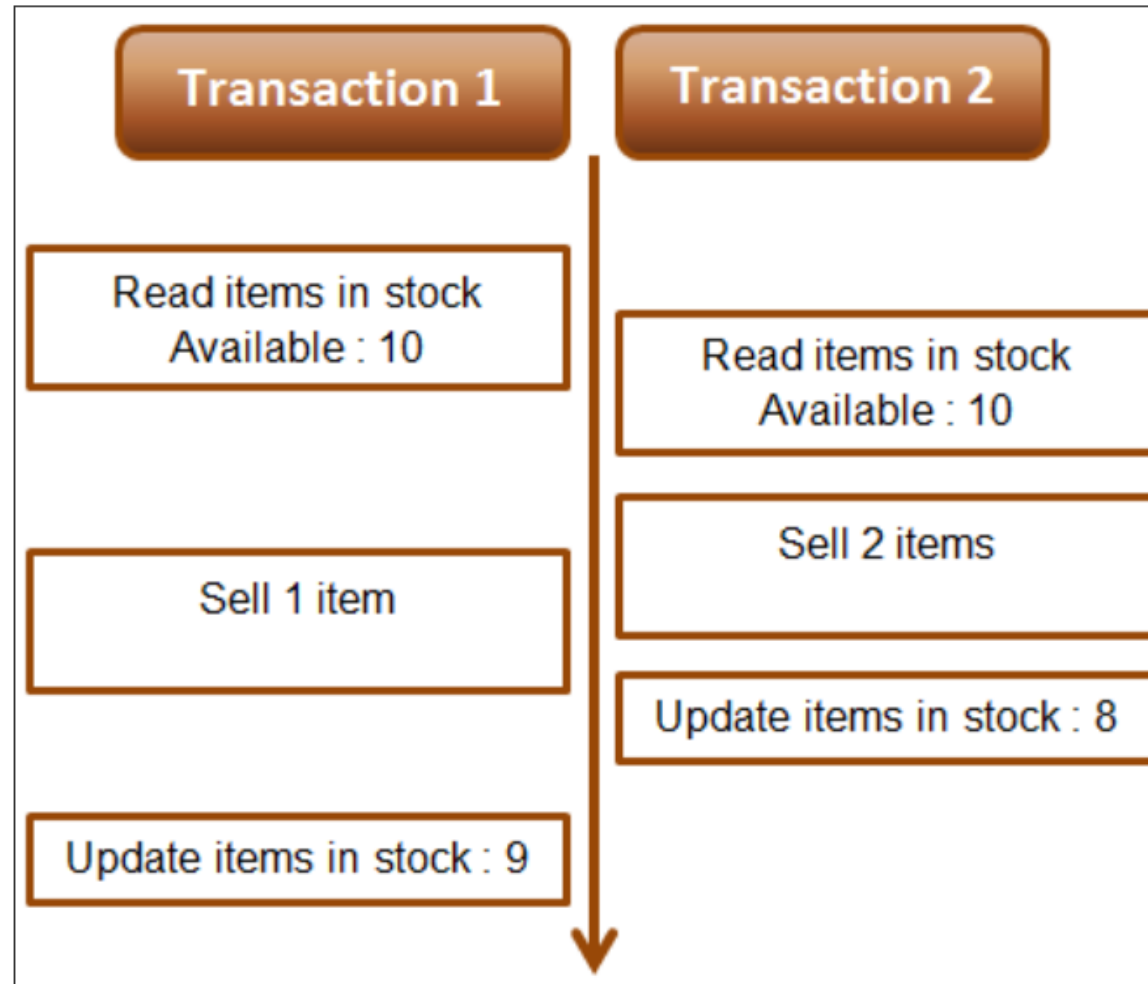 Transaction 1
Transaction 2
Read items in stock
Available : 10
Read items in stock
Available : 10
Sell 2 items
Sell 1 item
Update items in stock : 8
Update items in stock : 9